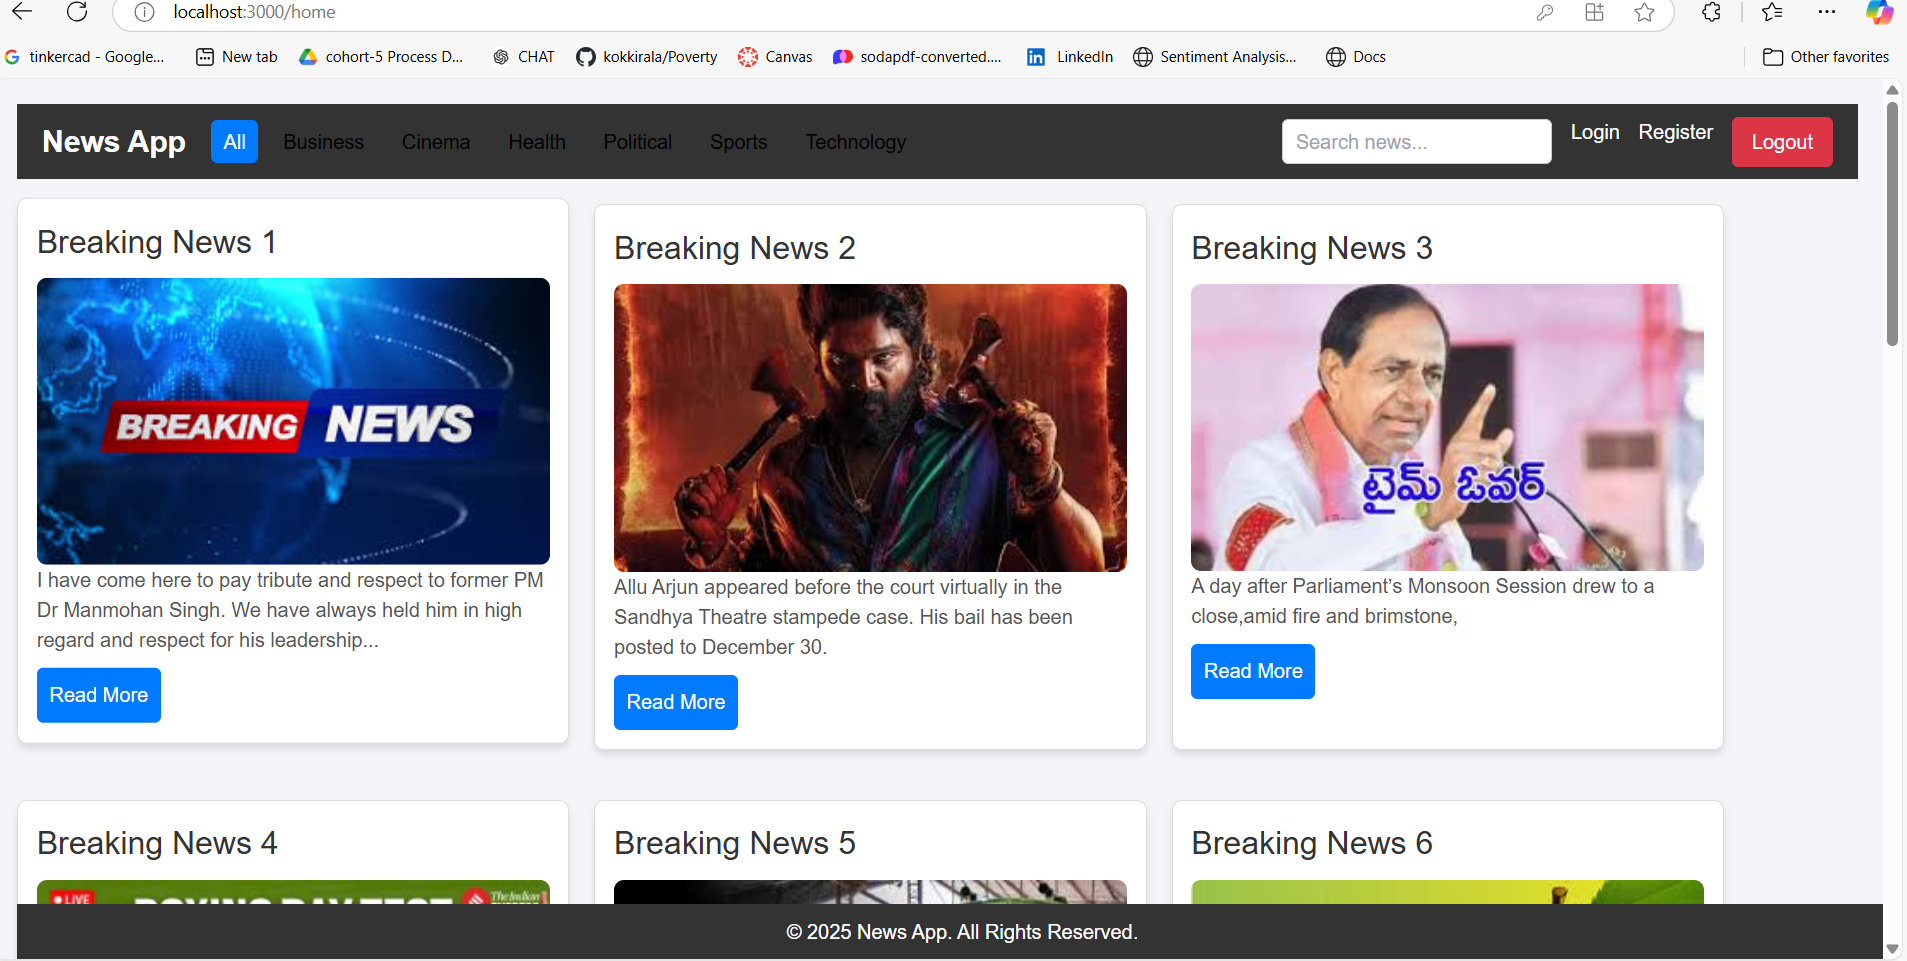 localhost:3000/home
tinkercad - Google...
New tab
cohort-5 Process D...
CHAT
kokkirala/Poverty
Canvas
sodapdf-converted....
LinkedIn
Sentiment Analysis...
Docs
Other favorites
News App
All
Business
Cinema
Health
Political
Sports
Technology
Search news...
Login
Register
Logout
Breaking News 1
BREAKING NEWS
I have come here to pay tribute and respect to former PM
Dr Manmohan Singh. We have always held him in high
regard and respect for his leadership...
Read More
Breaking News 2
Allu Arjun appeared before the court virtually in the
Sandhya Theatre stampede case. His bail has been
posted to December 30.
Read More
Breaking News 3
టైమ్ ఓవర్
A day after Parliament’s Monsoon Session drew to a
close,amid fire and brimstone,
Read More
Breaking News 4
LIVE
BOXING DAY TEST
The Indian
Breaking News 5
Breaking News 6
© 2025 News App. All Rights Reserved.